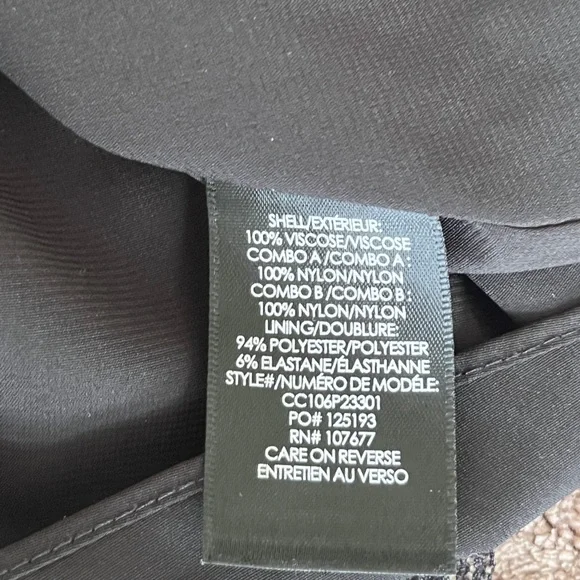 SHELL/EXTÉRIEUR:
100% VISCOSE/VISCOSE
COMBO A /COMBO A :
100% NYLON/NYLON
COMBO B /COMBO B :
100% NYLON/NYLON
LINING/DOUBLURE:
94% POLYESTER/POLYESTER
6% ELASTANE/ÉLASTHANNE
STYLE#/NUMÉRO DE MODÉLE:
CC106P23301
PO# 125193
RN# 107677
CARE ON REVERSE
ENTRETIEN AU VERSO